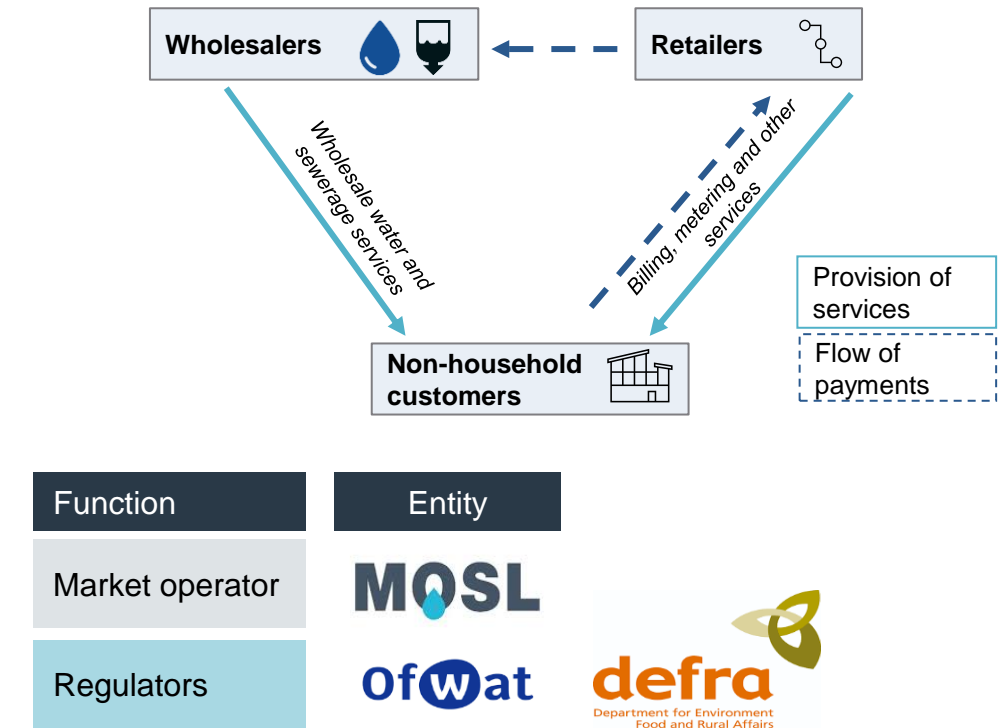 Wholesalers
Retailers
Wholesale water and
sewerage services
Billing, metering and other
services
Provision of
services
Flow of
payments
Non-household
customers
Function
Entity
Market operator
MOSL
Regulators
Ofwat
defra
Department for Environment
Food and Rural Affairs